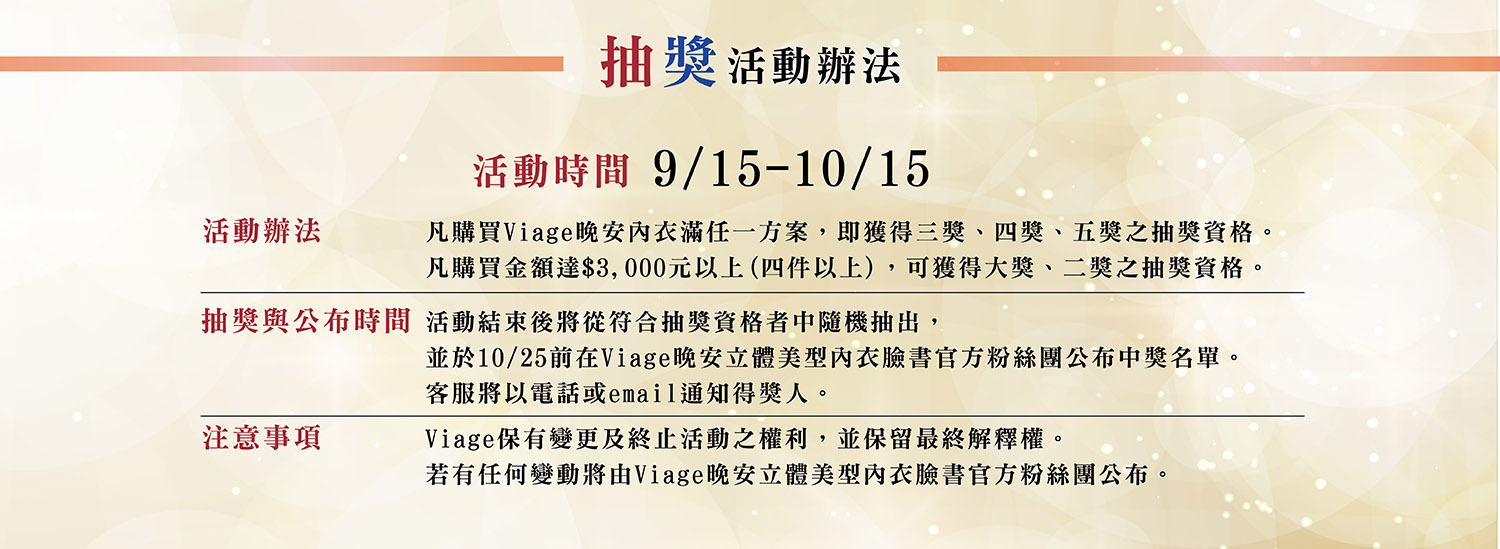 抽獎活動辦法
活動時間 9/15-10/15
活動辦法 凡購買Viage晚安內衣滿任一方案，即獲得三獎、四獎、五獎之抽獎資格。
凡購買金額達$3,000元以上(四件以上)，可獲得大獎、二獎之抽獎資格。
抽獎與公布時間 活動結束後將從符合抽獎資格者中隨機抽出，
並於10/25前在Viage晚安立體美型內衣臉書官方粉絲團公布中獎名單。
客服將以電話或email通知得獎人。
注意事項 Viage保有變更及終止活動之權利，並保留最終解釋權。
若有任何變動將由Viage晚安立體美型內衣臉書官方粉絲團公布。